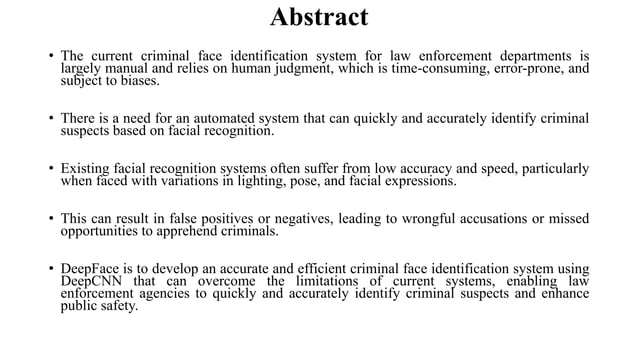 Abstract
• The current criminal face identification system for law enforcement departments is
largely manual and relies on human judgment, which is time-consuming, error-prone, and
subject to biases.
• There is a need for an automated system that can quickly and accurately identify criminal
suspects based on facial recognition.
• Existing facial recognition systems often suffer from low accuracy and speed, particularly
when faced with variations in lighting, pose, and facial expressions.
• This can result in false positives or negatives, leading to wrongful accusations or missed
opportunities to apprehend criminals.
• DeepFace is to develop an accurate and efficient criminal face identification system using
DeepCNN that can overcome the limitations of current systems, enabling law
enforcement agencies to quickly and accurately identify criminal suspects and enhance
public safety.